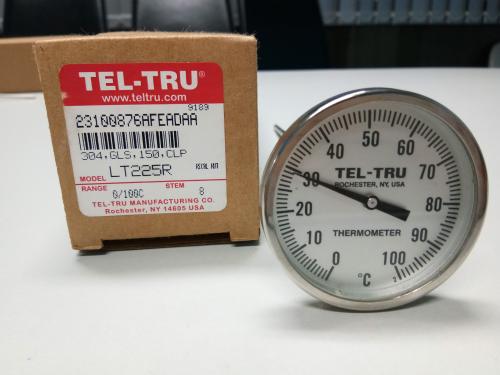 TEL-TRU®
www.teltru.com
9189
23100876AFEADAA
304,GLS,150,CLP
MODEL LT225R
RANGE STEM
0/100C 8
TEL-TRU MANUFACTURING CO.
Rochester, NY 14605 USA
0 10 20 30 40 50 60 70 80 90 100
TEL-TRU
ROCHESTER, NY, USA
THERMOMETER
°C